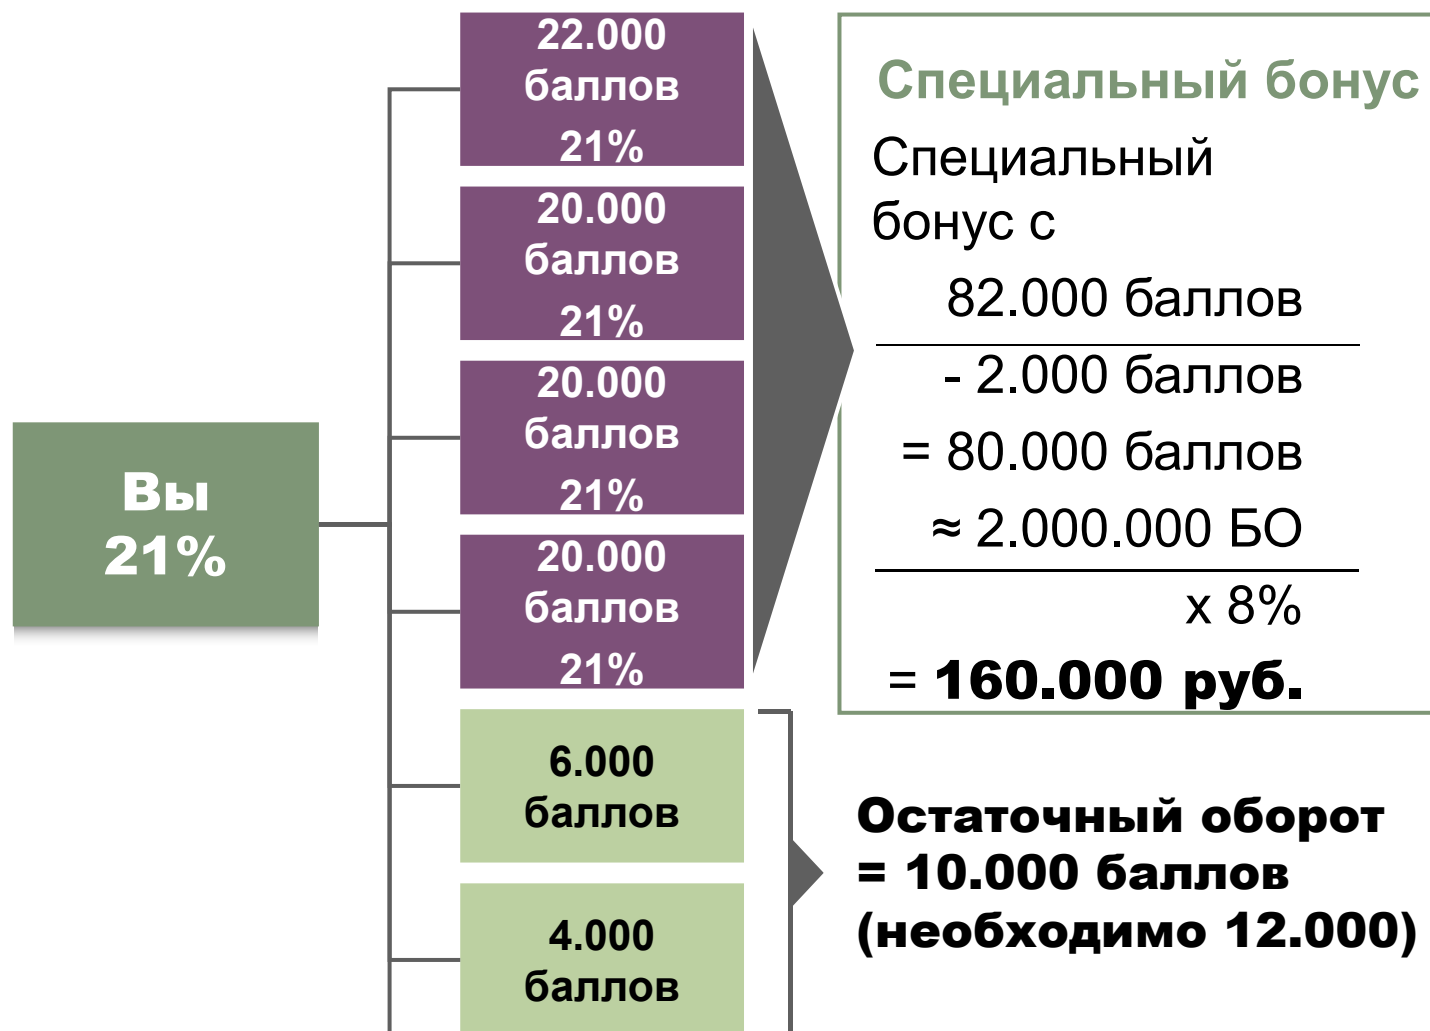 22.000
баллов
21%
20.000
баллов
21%
20.000
баллов
21%
20.000
баллов
21%
6.000
баллов
4.000
баллов
Вы
21%
Специальный бонус
Специальный
бонус с
82.000 баллов
- 2.000 баллов
= 80.000 баллов
≈ 2.000.000 БО
х 8%
= 160.000 руб.
Остаточный оборот
= 10.000 баллов
(необходимо 12.000)